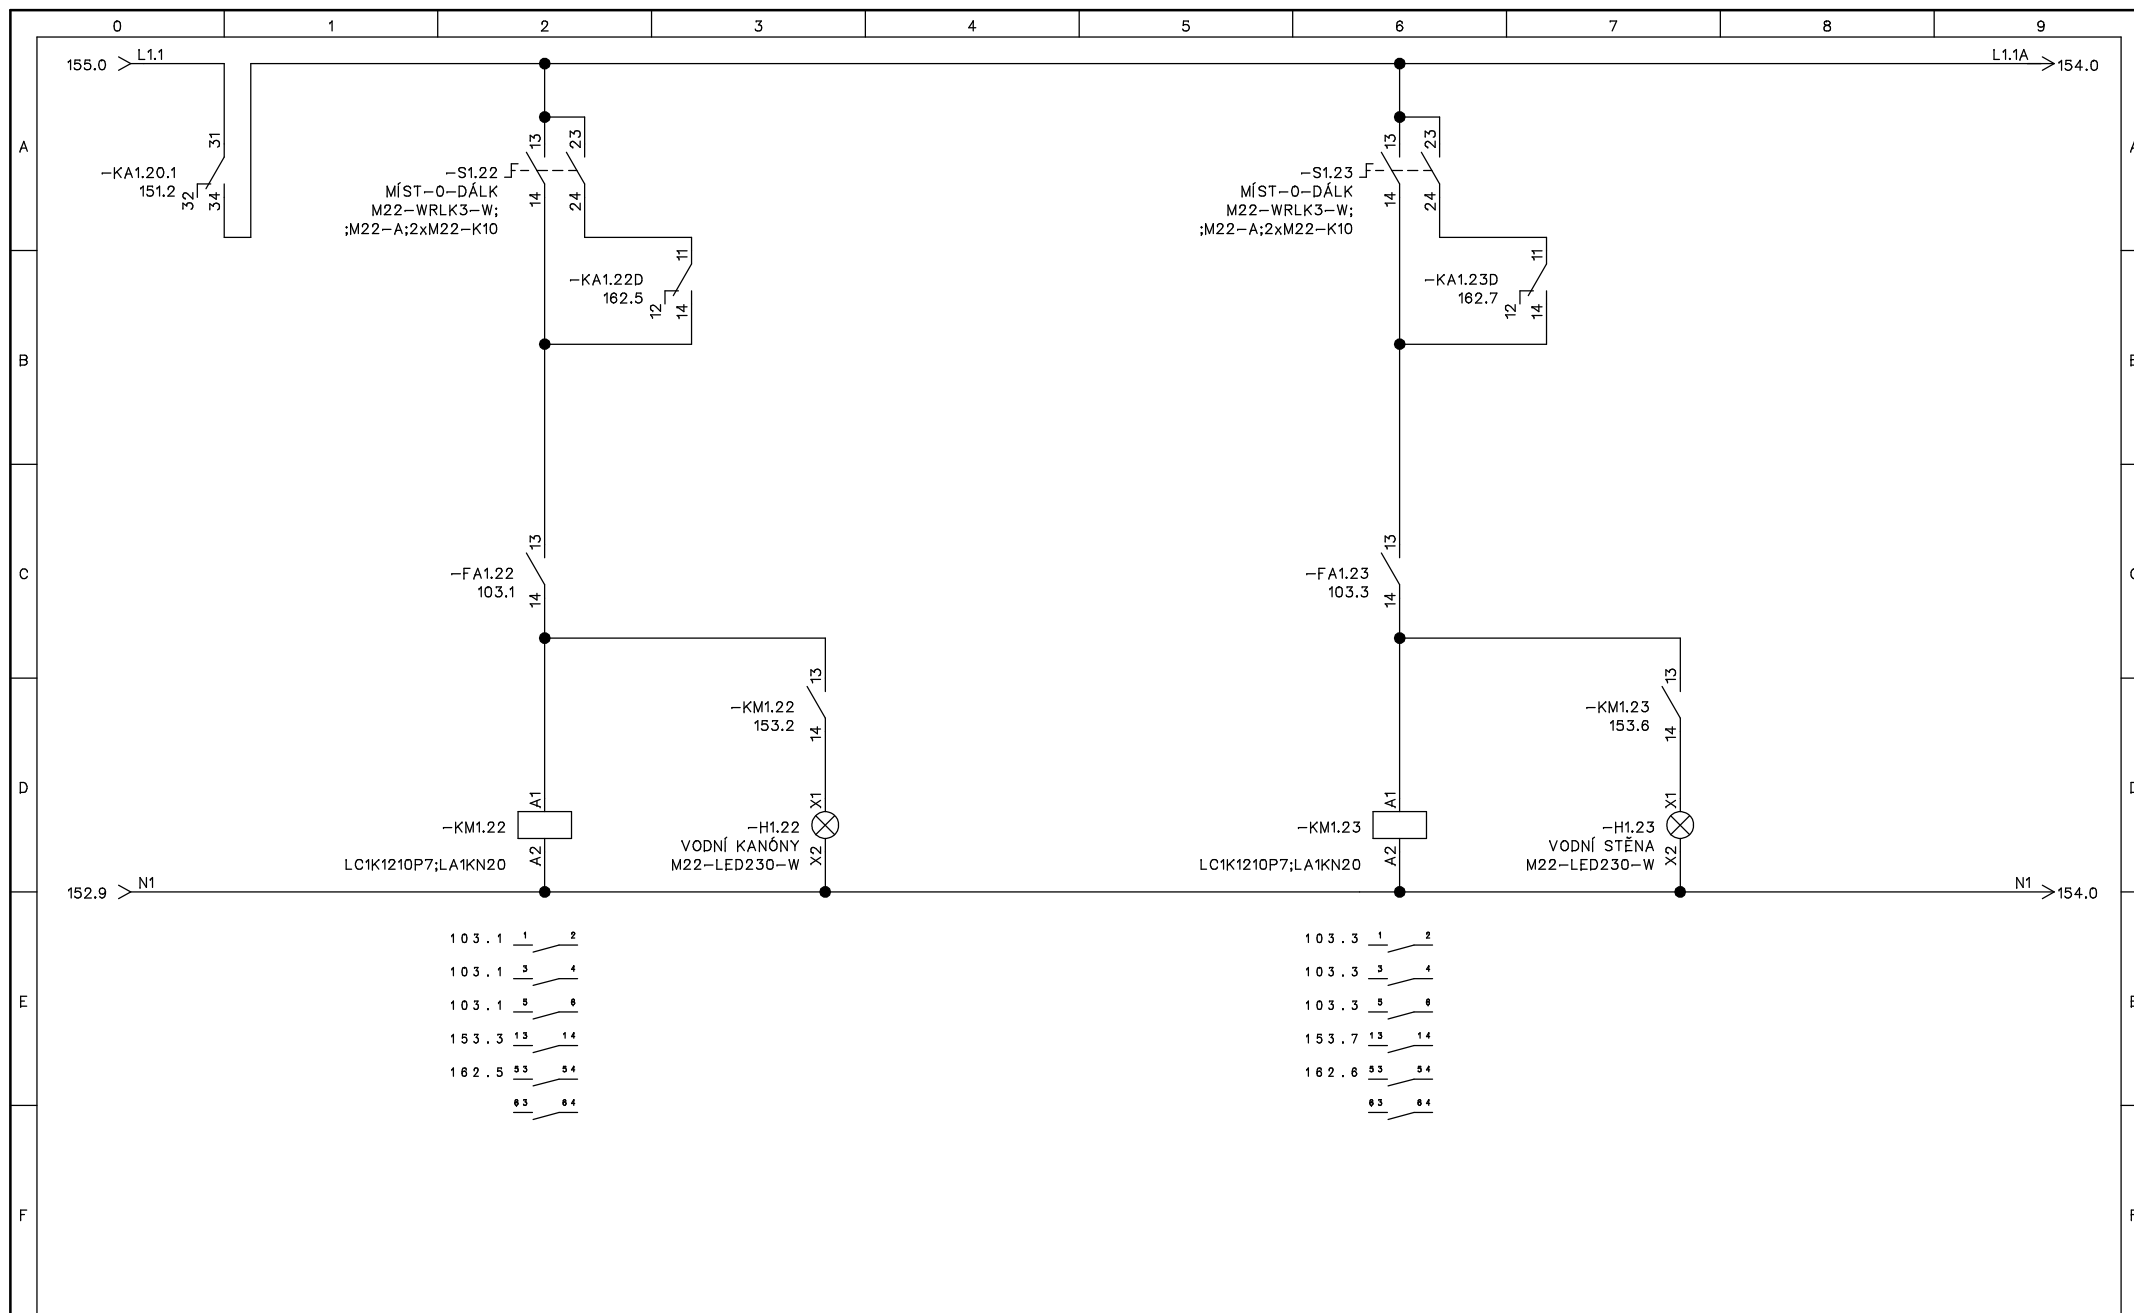 0 1 2 3 4 5 6 7 8 9
155.0 L1.1 L1.1A 154.0
A
-KA1.20.1
151.2
31
32
34
-S1.22
MÍST-0-DÁLK
M22-WRLK3-W;
;M22-A;2xM22-K10
13
14
23
24
-S1.23
MÍST-0-DÁLK
M22-WRLK3-W;
;M22-A;2xM22-K10
13
14
23
24
B
-KA1.22D
162.5
11
12
14
-KA1.23D
162.7
11
12
14
C
-FA1.22
103.1
13
14
-FA1.23
103.3
13
14
D
-KM1.22
153.2
13
14
-KM1.23
153.6
13
14
-KM1.22
LC1K1210P7;LA1KN20
A1
A2
-H1.22
VODNÍ KANÓNY
M22-LED230-W
X1
X2
-KM1.23
LC1K1210P7;LA1KN20
A1
A2
-H1.23
VODNÍ STĚNA
M22-LED230-W
X1
X2
152.9 N1 N1 154.0
E
103.1 1 2
103.1 3 4
103.1 5 6
153.3 13 14
162.5 53 54
63 64
103.3 1 2
103.3 3 4
103.3 5 6
153.7 13 14
162.6 53 54
63 64
F